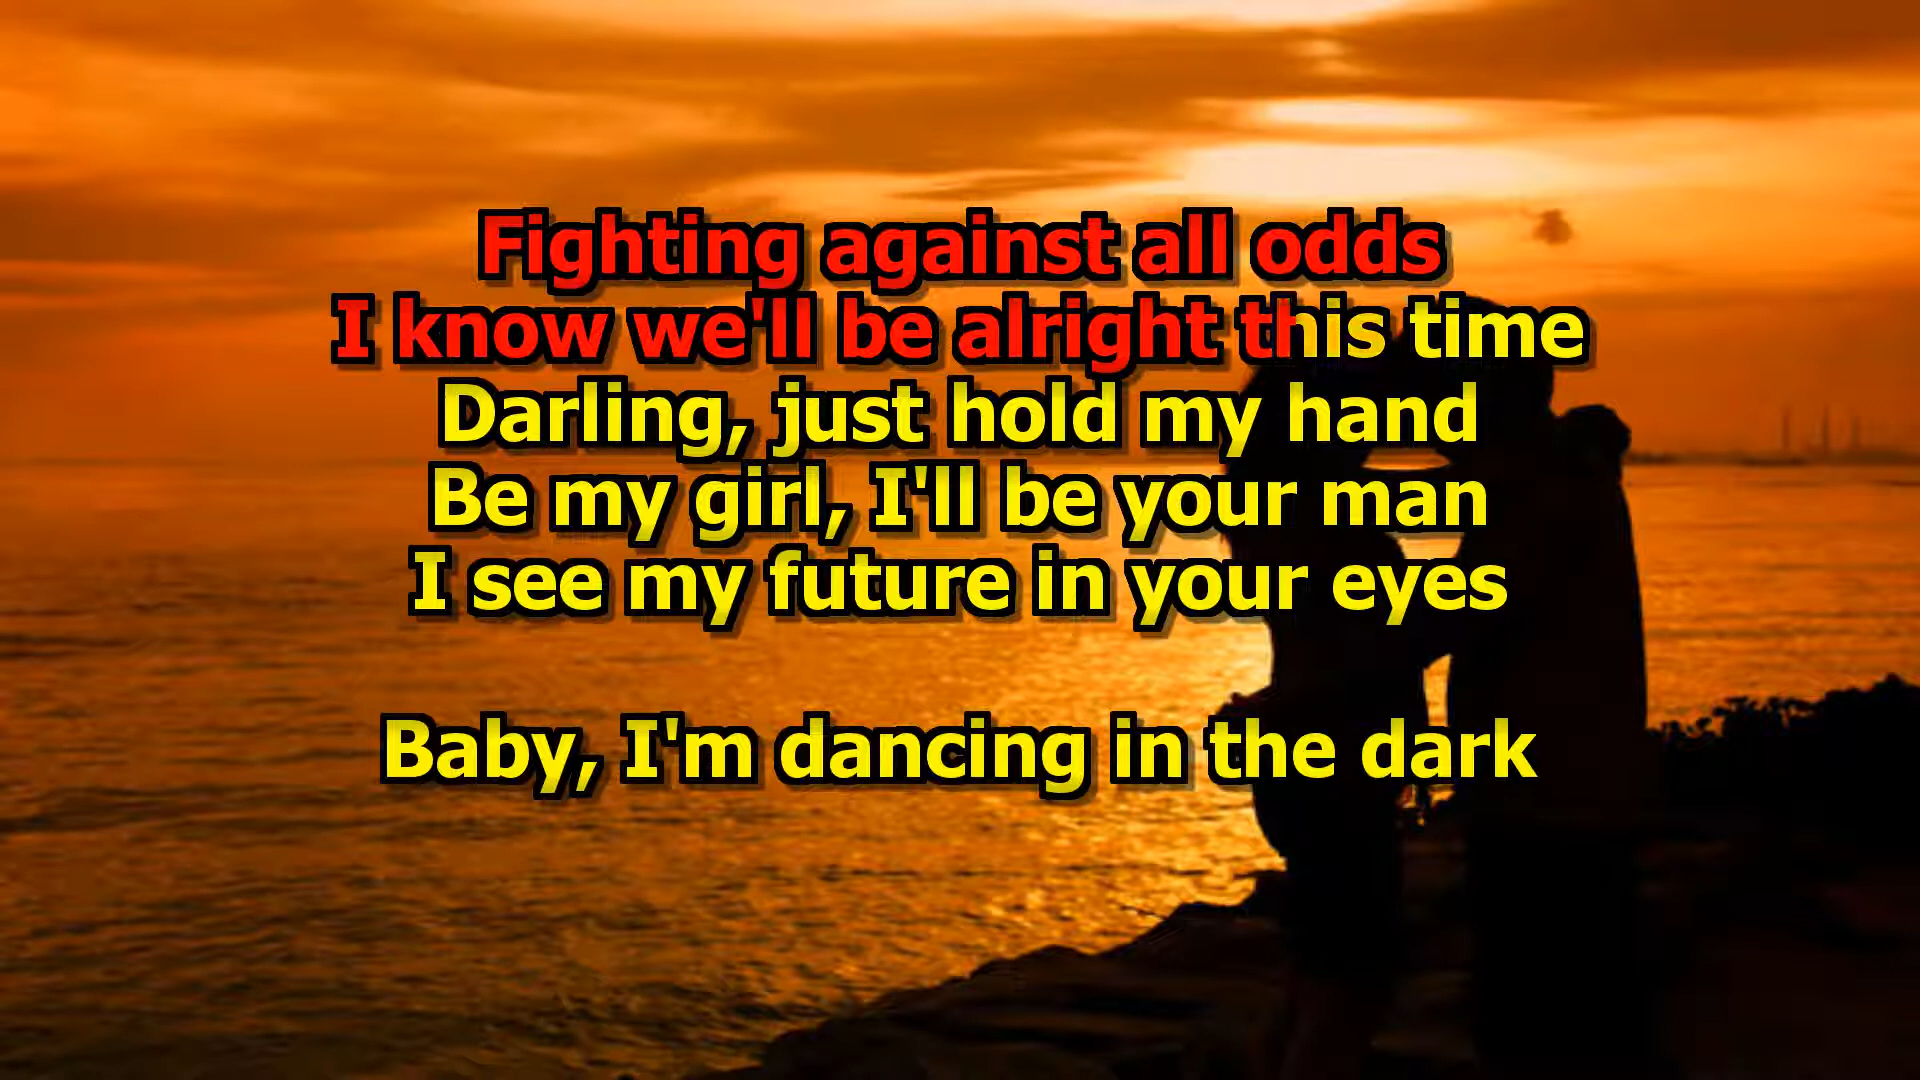 Fighting against all odds
I know we'll be alright this time
Darling, just hold my hand
Be my girl, I'll be your man
I see my future in your eyes
Baby, I'm dancing in the dark